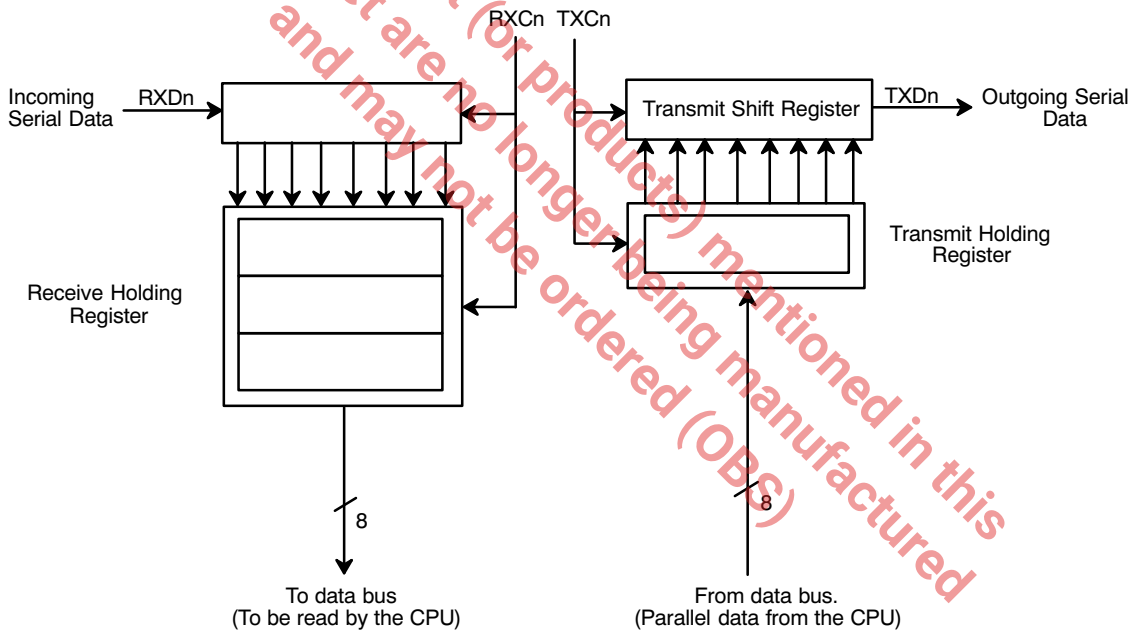 RXCn TXCn
Incoming
Serial Data
RXDn
Transmit Shift Register
TXDn
Outgoing Serial
Data
Receive Holding
Register
Transmit Holding
Register
8
8
To data bus
(To be read by the CPU)
From data bus.
(Parallel data from the CPU)
(or products) mentioned in this
are no longer being manufactured
and may not be ordered (OBS)